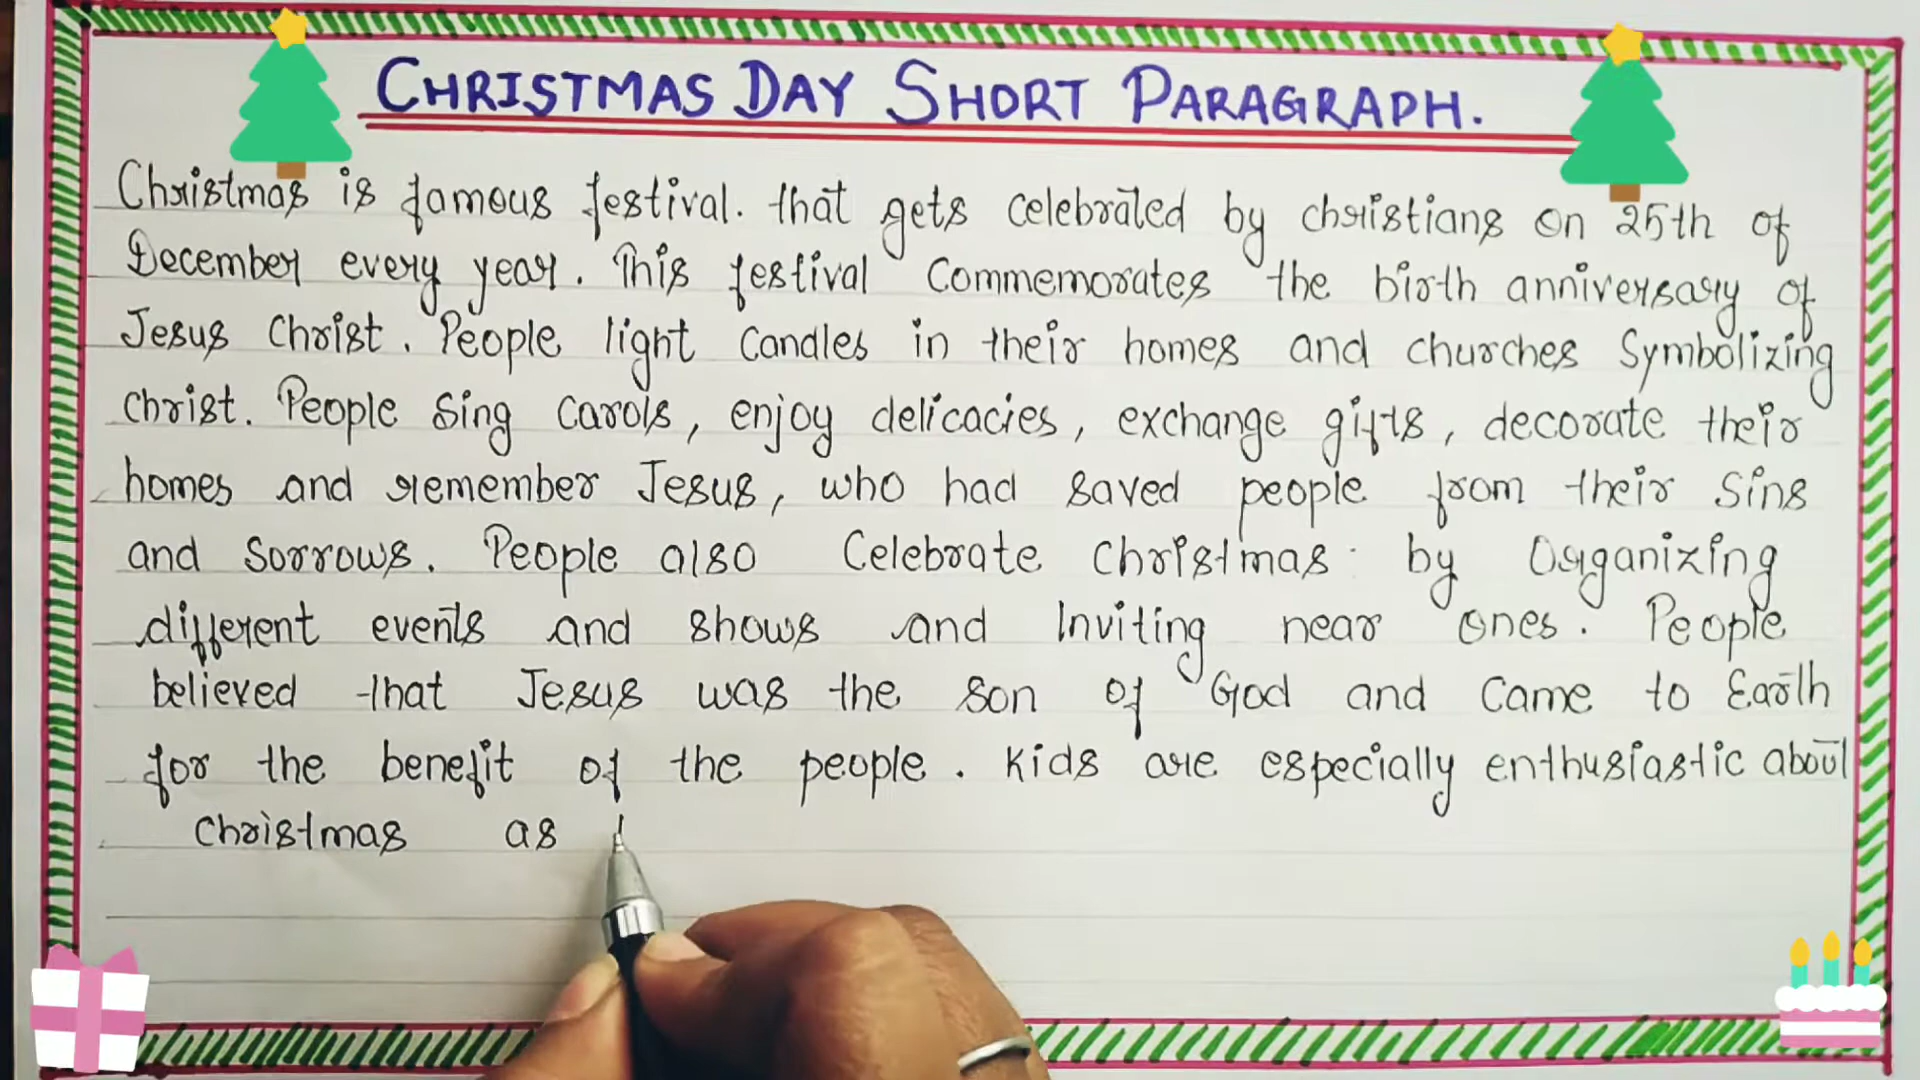 CHRISTMAS DAY SHORT PARAGRAPH.
Christmas is famous festival. that gets celebrated by christians on 25th of
December every year. This festival Commemorates the birth anniversary of
Jesus Christ. People light candles in their homes and churches Symbolizing
Christ. People Sing Carols, enjoy delicacies, exchange gifts, decorate their
homes and remember Jesus, who had saved people from their Sins
and Sorrows. People also Celebrate Christmas by Organizing
different events and shows and Inviting near ones. People
believed that Jesus was the son of God and Came to Earth
for the benefit of the people. Kids are especially enthusiastic about
Christmas as